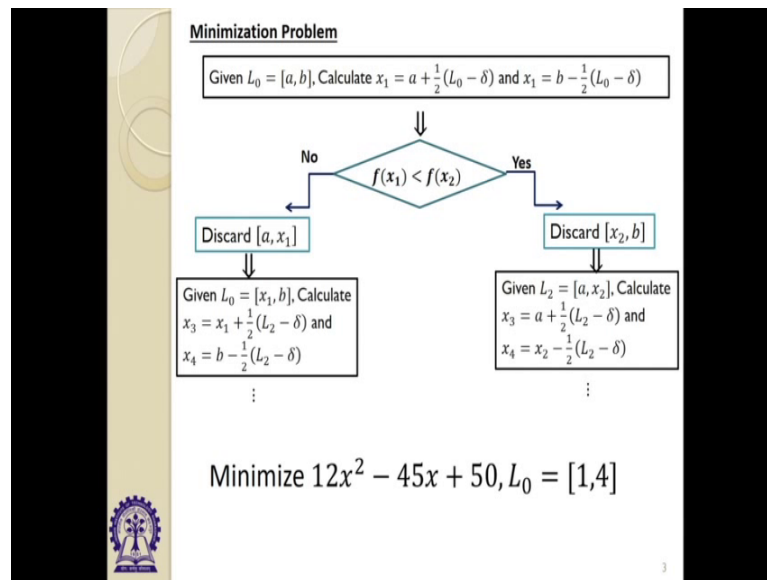 Minimization Problem
Given L₀ = [a, b], Calculate x₁ = a + 1/2 (L₀ − δ) and x₁ = b − 1/2 (L₀ − δ)
No
f(x₁) < f(x₂)
Yes
Discard [a, x₁]
Discard [x₂, b]
Given L₀ = [x₁, b], Calculate
x₃ = x₁ + 1/2 (L₂ − δ) and
x₄ = b − 1/2 (L₂ − δ)
⋮
Given L₂ = [a, x₂], Calculate
x₃ = a + 1/2 (L₂ − δ) and
x₄ = x₂ − 1/2 (L₂ − δ)
⋮
Minimize 12x² − 45x + 50, L₀ = [1,4]
3